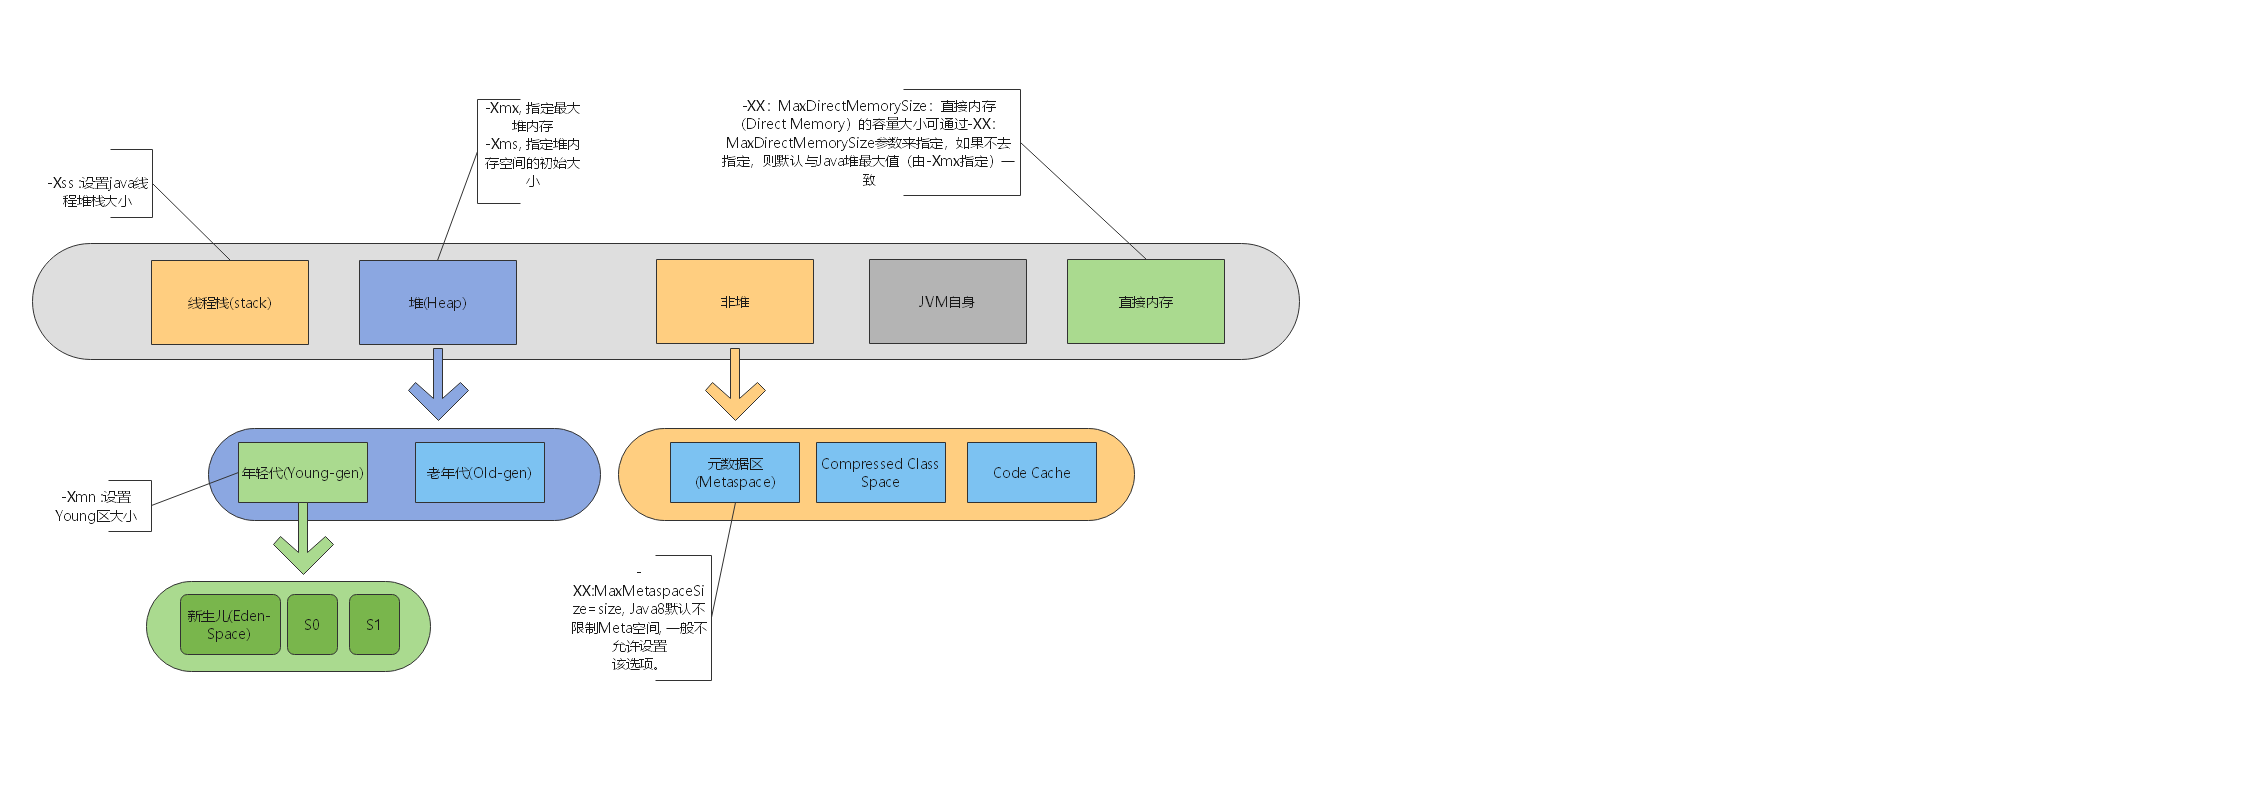 -Xmx, 指定最大
堆内存
-Xms, 指定堆内
存空间的初始大
小
-XX：MaxDirectMemorySize：直接内存
（Direct Memory）的容量大小可通过-XX：
MaxDirectMemorySize参数来指定，如果不去
指定，则默认与Java堆最大值（由-Xmx指定）一
致
-Xss :设置java线
程堆栈大小
线程栈(stack)
堆(Heap)
非堆
JVM自身
直接内存
年轻代(Young-gen)
老年代(Old-gen)
元数据区
(Metaspace)
Compressed Class
Space
Code Cache
-Xmn :设置
Young区大小
新生儿(Eden-
Space)
S0
S1
-
XX:MaxMetaspaceSi
ze=size, Java8默认不
限制Meta空间, 一般不
允许设置
该选项。